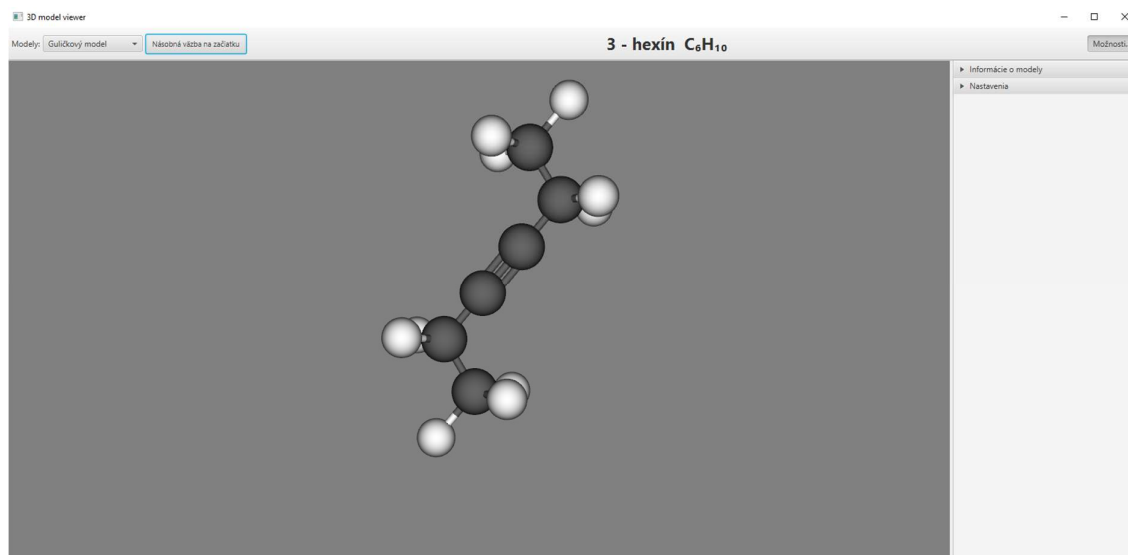 3D model viewer
Modely: Guličkový model Násobná väzba na začiatku 3 - hexín C₆H₁₀ Možnosti..
Informácie o modely
Nastavenia